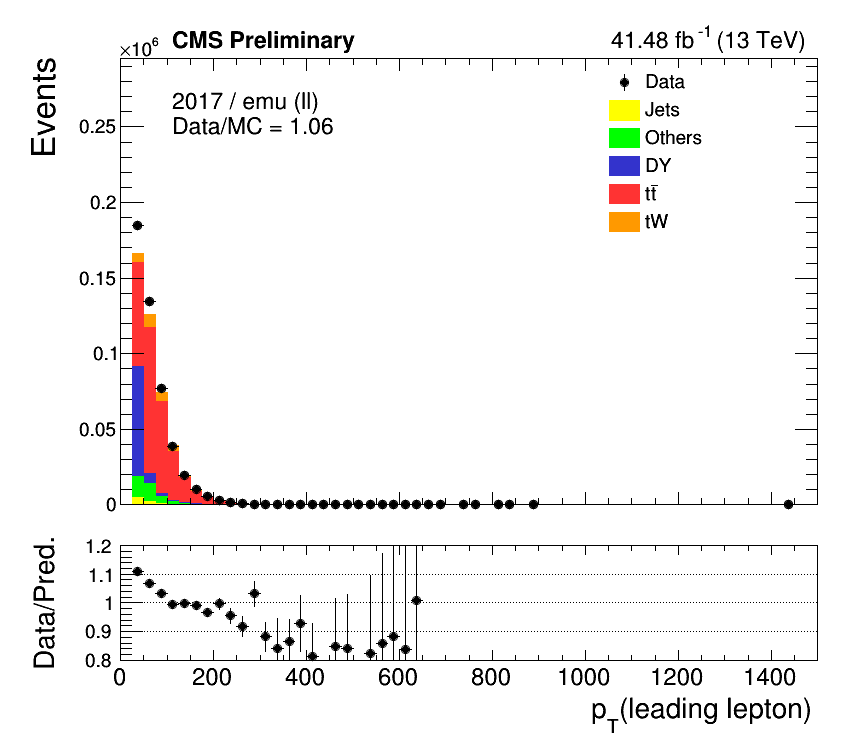 ×10⁶ CMS Preliminary 41.48 fb⁻¹ (13 TeV)
Events
2017 / emu (ll)
Data/MC = 1.06
Data
Jets
Others
DY
tt̄
tW
0.25
0.2
0.15
0.1
0.05
0
Data/Pred.
1.2
1.1
1
0.9
0.8
0 200 400 600 800 1000 1200 1400
p_T(leading lepton)